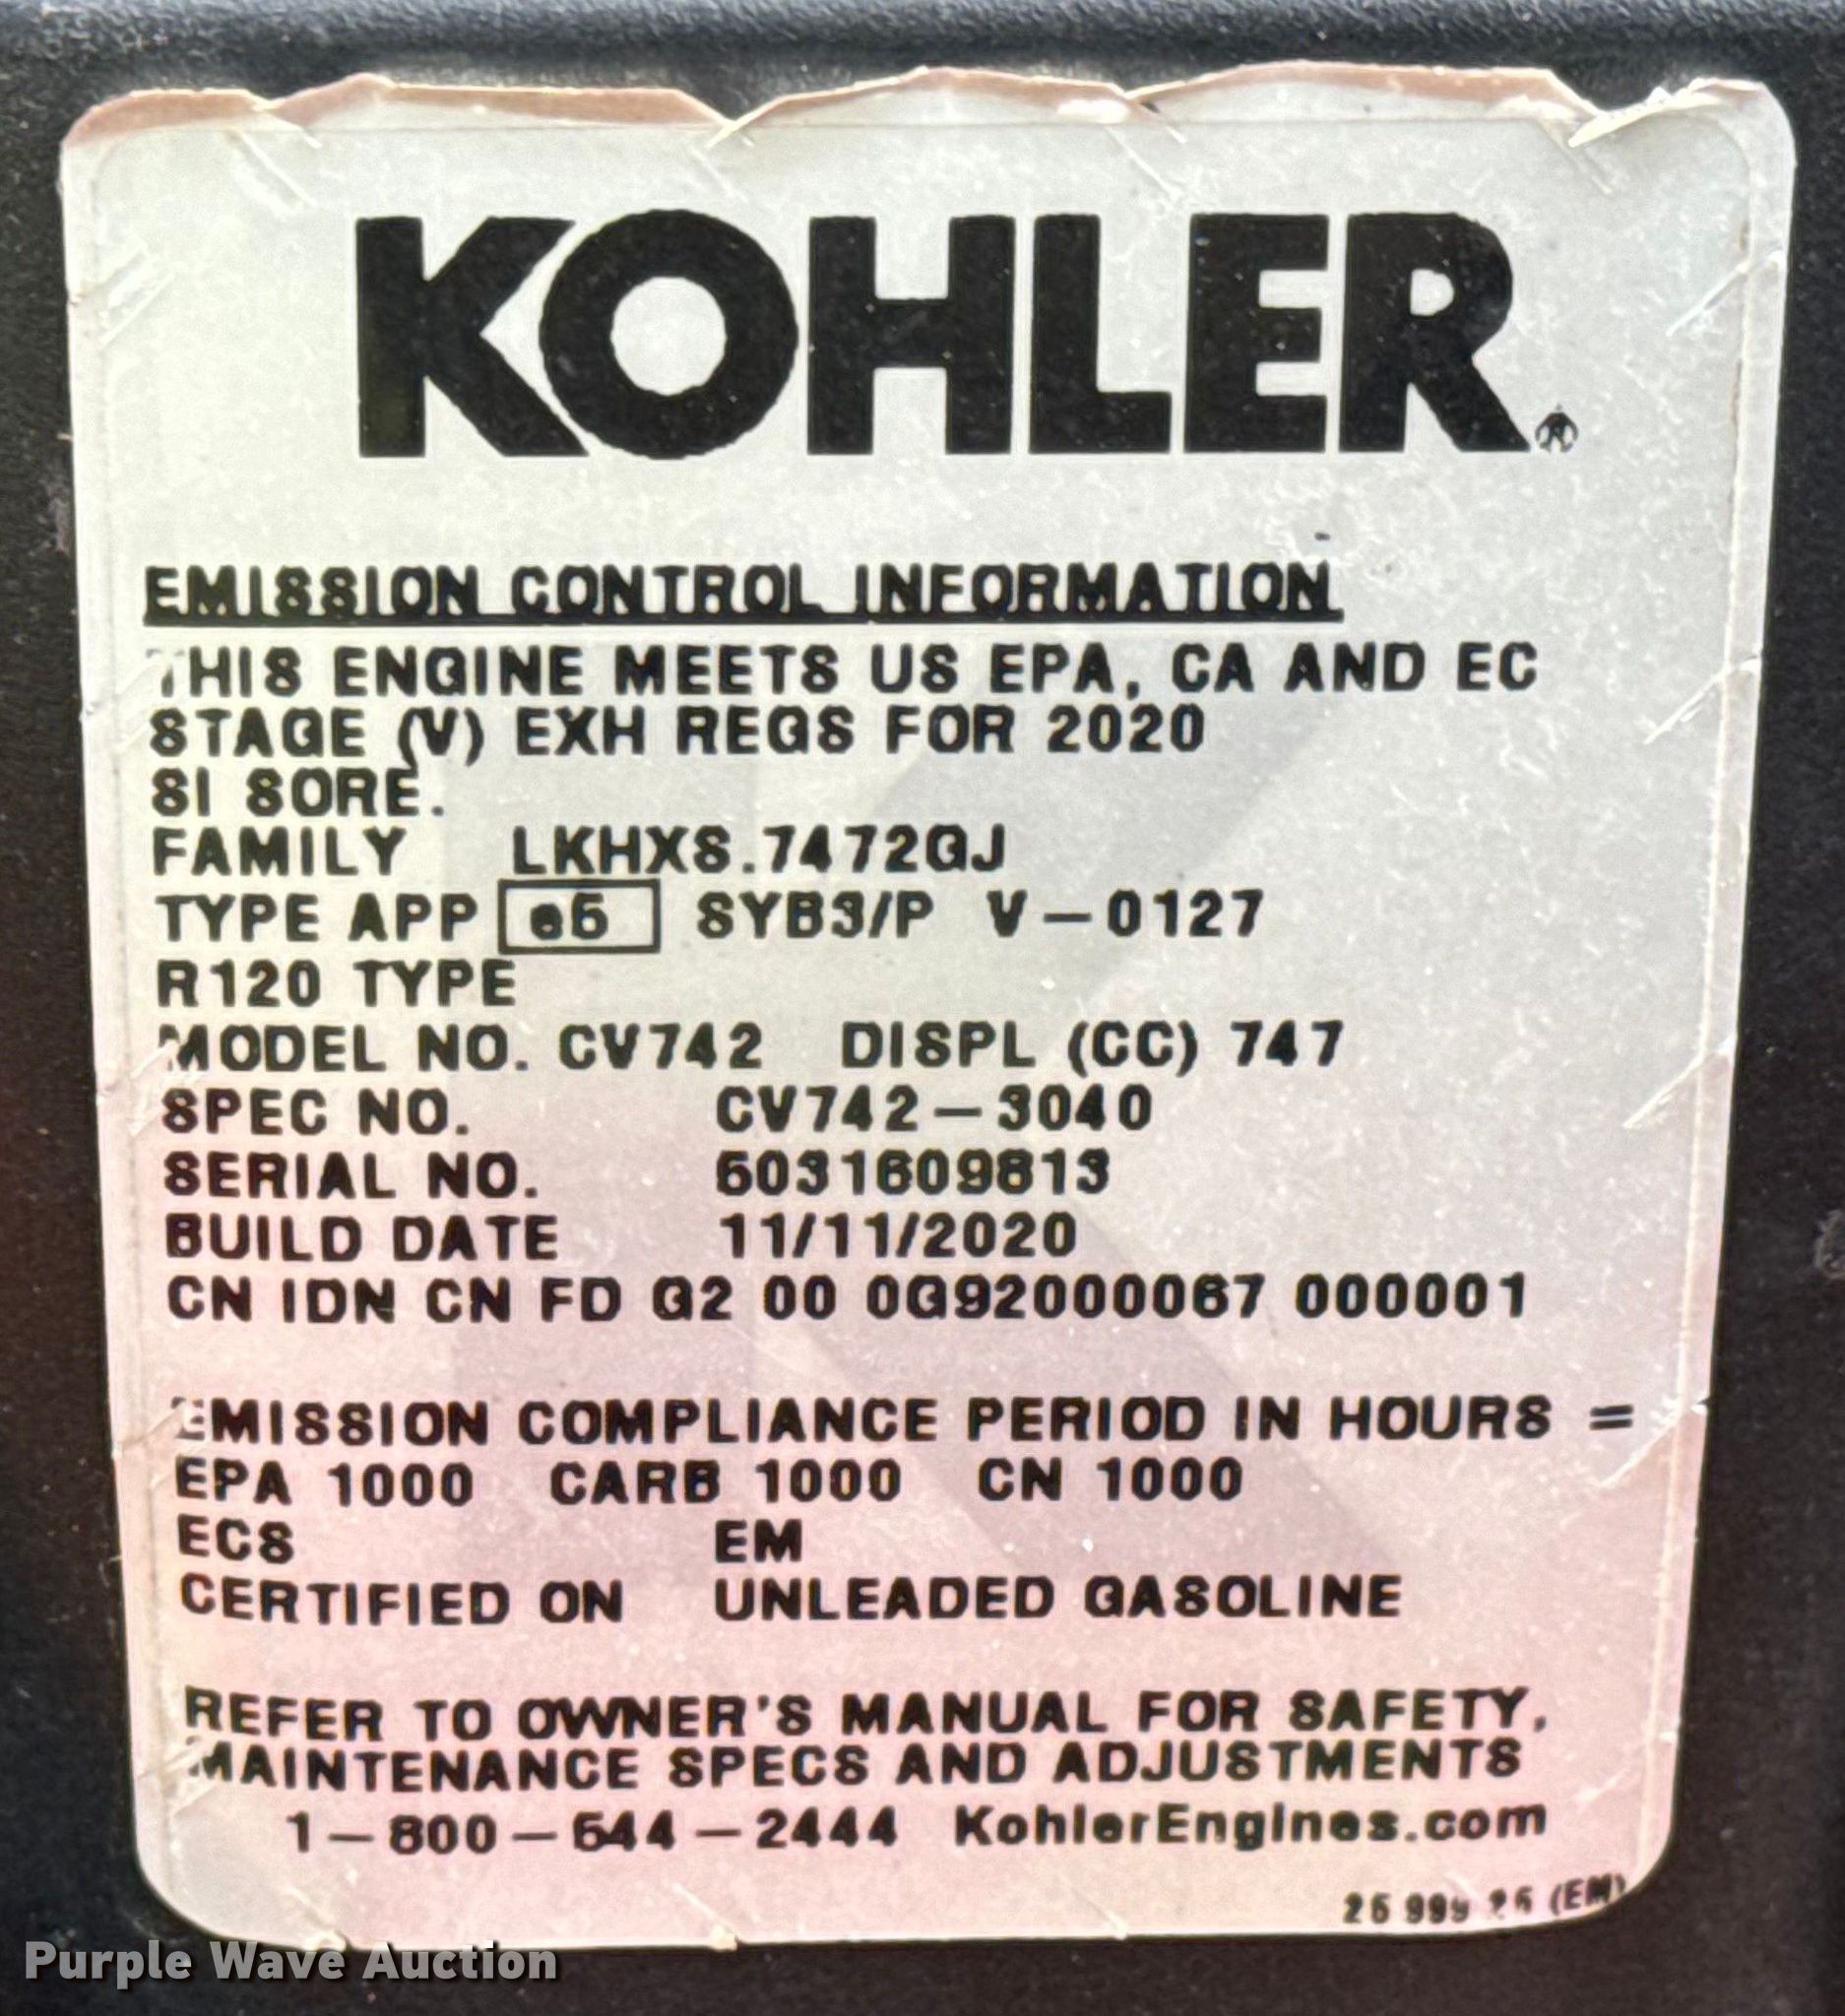 KOHLER®
EMISSION CONTROL INFORMATION
THIS ENGINE MEETS US EPA, CA AND EC
STAGE (V) EXH REGS FOR 2020
SI SORE.
FAMILY LKHXS.7472GJ
TYPE APP e5 SYB3/P V-0127
R120 TYPE
MODEL NO. CV742 DISPL (CC) 747
SPEC NO. CV742-3040
SERIAL NO. 5031609813
BUILD DATE 11/11/2020
CN IDN CN FD G2 00 0G92000067 000001
EMISSION COMPLIANCE PERIOD IN HOURS =
EPA 1000 CARB 1000 CN 1000
ECS EM
CERTIFIED ON UNLEADED GASOLINE
REFER TO OWNER'S MANUAL FOR SAFETY,
MAINTENANCE SPECS AND ADJUSTMENTS
1-800-544-2444 KohlerEngines.com
(EM)
Purple Wave Auction